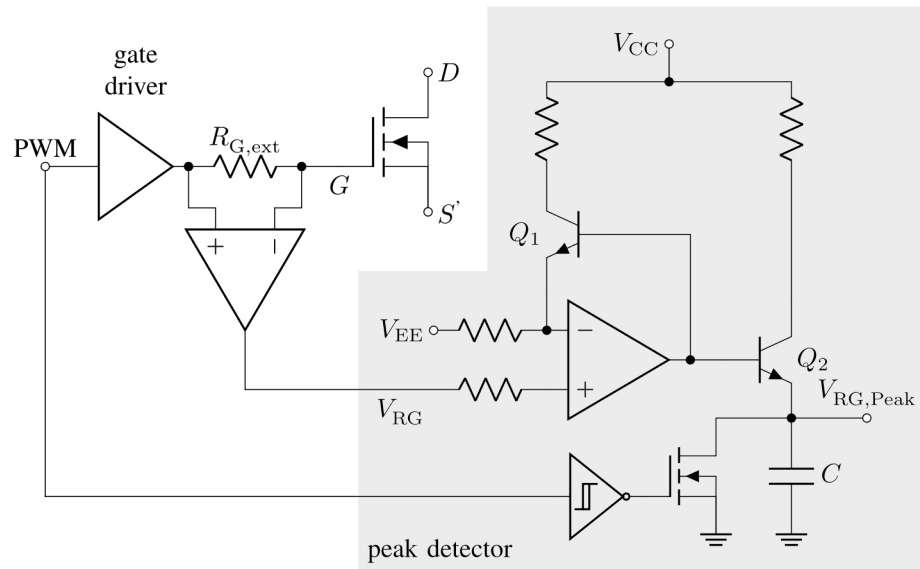 gate
driver
PWM
R_G,ext
G
D
S'
+ −
V_CC
Q_1
V_EE
−
+
V_RG
Q_2
V_RG,Peak
C
peak detector